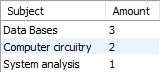 Subject Amount
Data Bases 3
Computer circuitry 2
System analysis 1